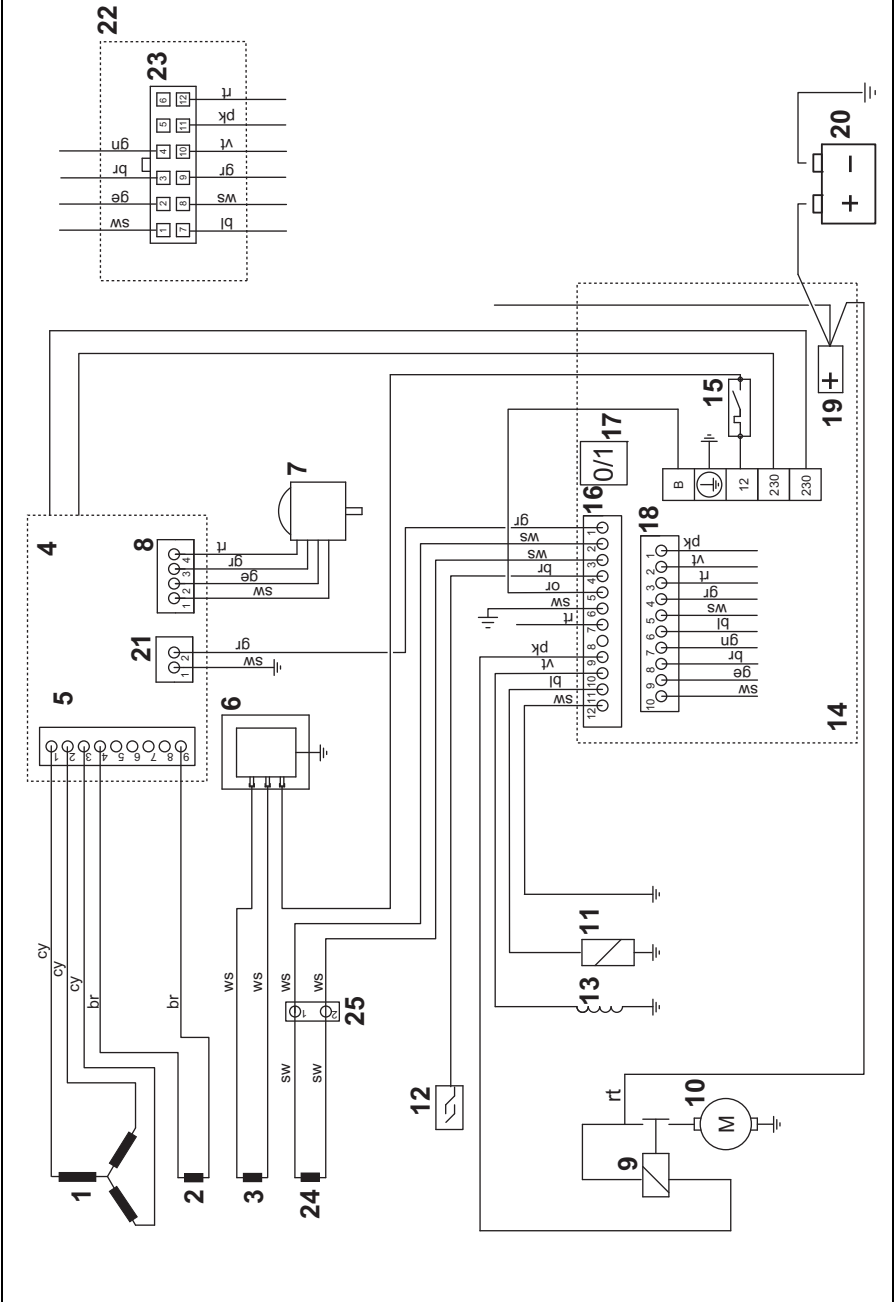 22
23
6 5 4 3 2 1
12 11 10 9 8 7
gn
br
ge
sw
rt
pk
vt
gr
ws
bl
20
+ −
19
+
15
B
12
230
230
4
5
1 2 3 4 5 6 7 8 9
8
1 2 3 4
rt
gr
ge
sw
7
21
1 2
gr
sw
6
17
0/1
16
1 2 3 4 5 6 7 8 9 10 11 12
gr
ws
ws
br
or
sw
rt
pk
vt
bl
sw
18
1 2 3 4 5 6 7 8 9 10
pk
vt
rt
gr
ws
bl
gn
br
ge
sw
14
cy
cy
cy
br
br
ws
ws
ws
ws
25
1 2
sw
sw
1
2
3
24
11
13
12
rt
10
M
9